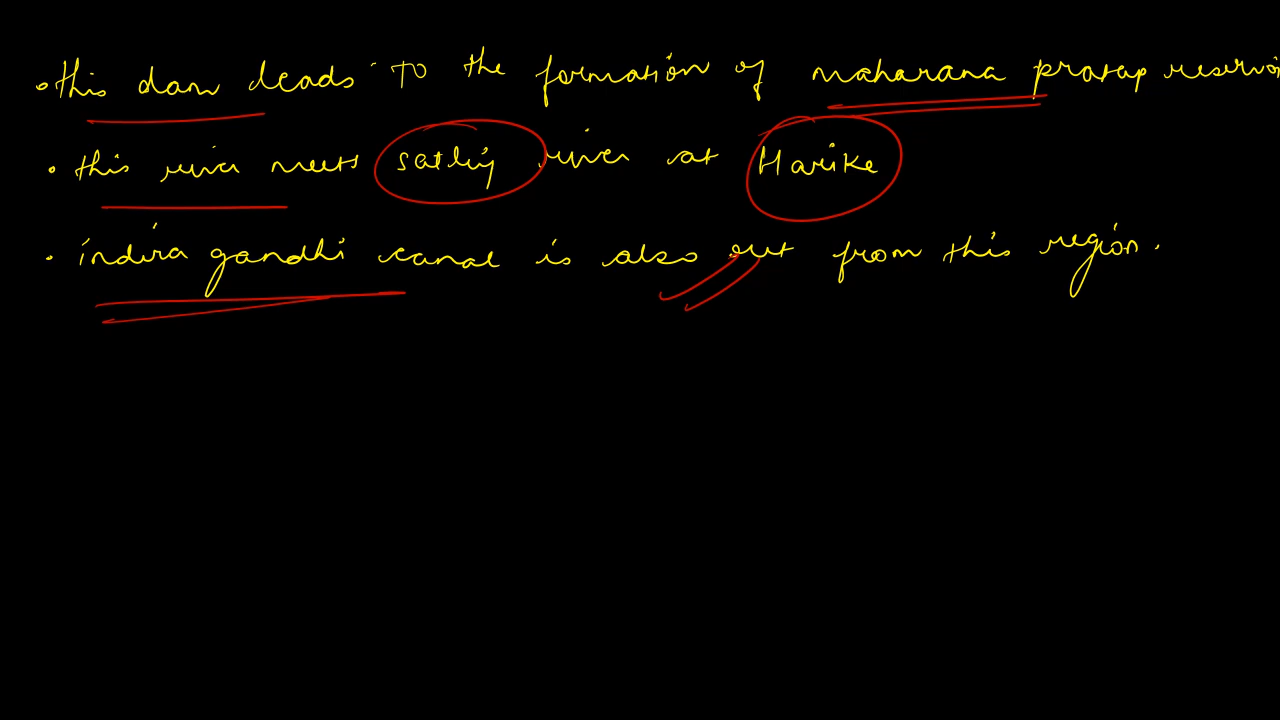 • this dam leads to the formation of maharana pratap reservoi
• this river meets satluj river at Harike
• indira gandhi canal is also out from this region.